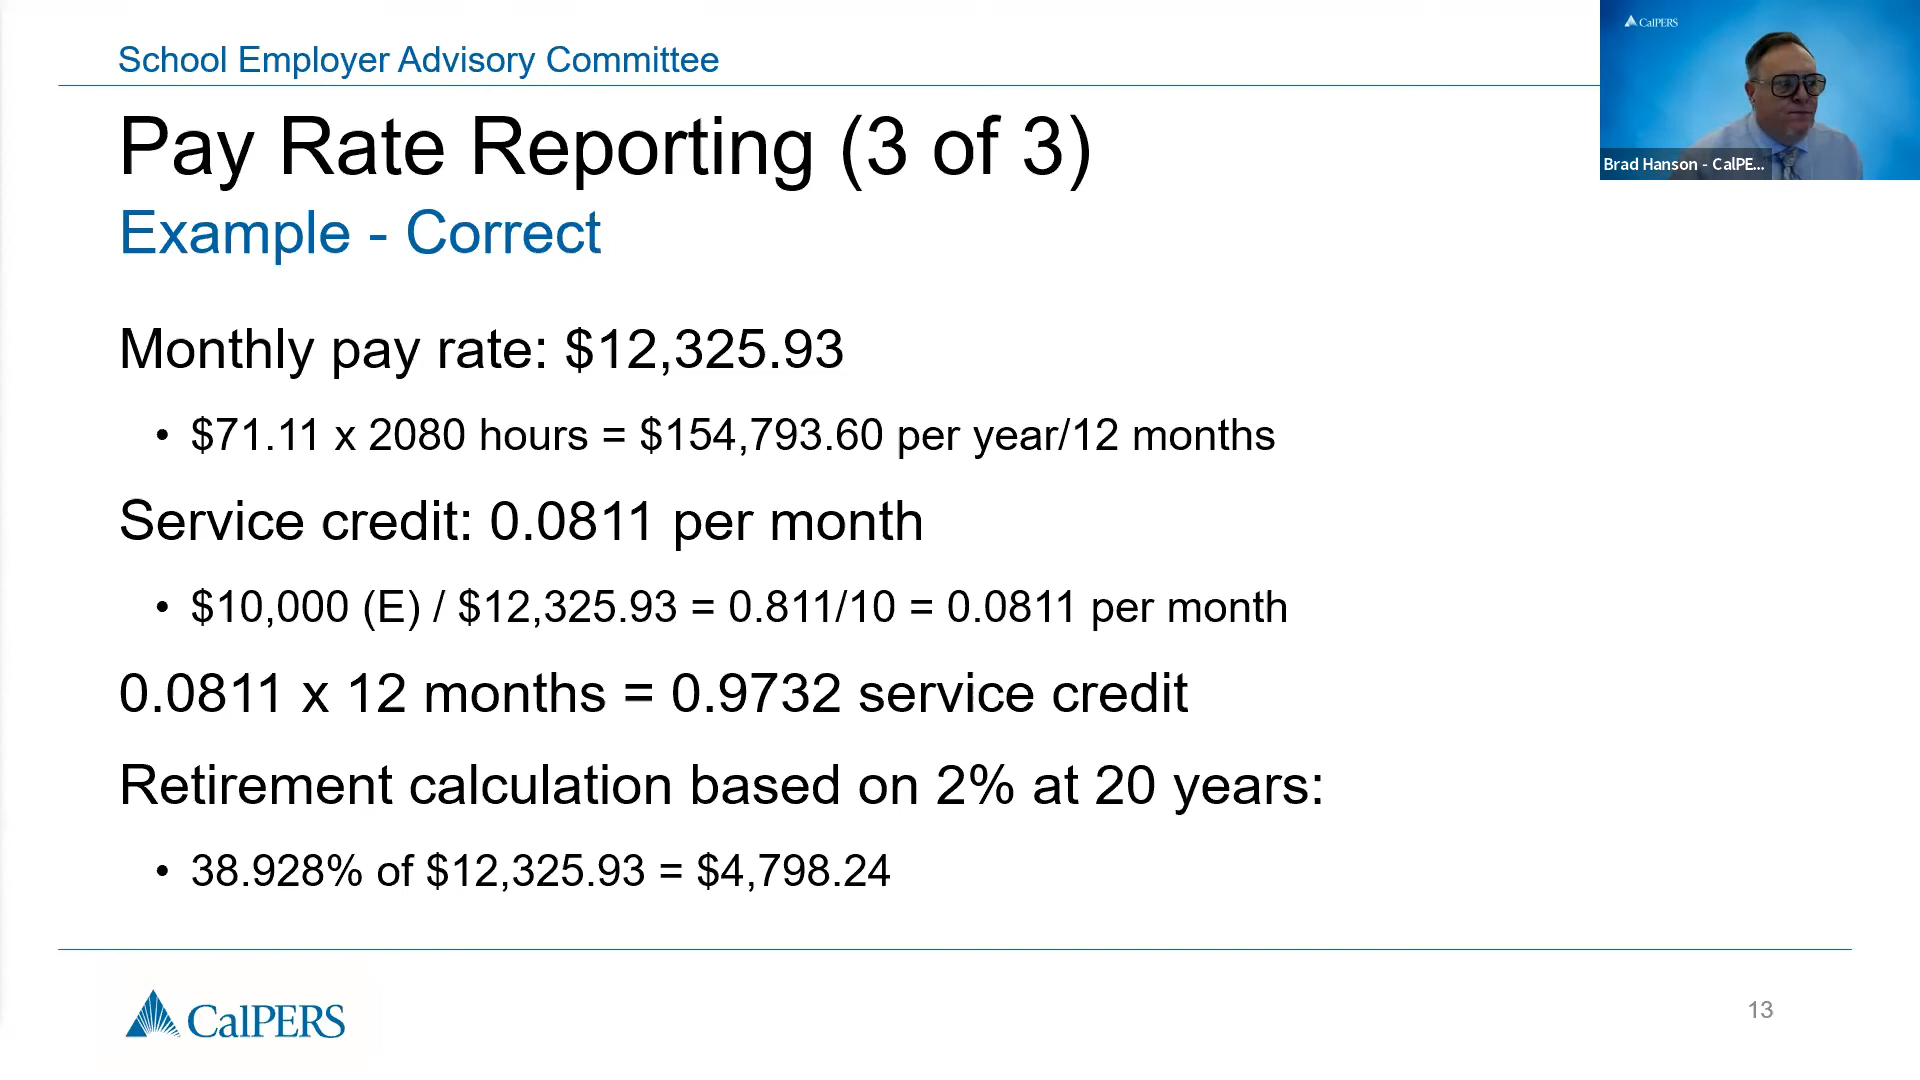 School Employer Advisory Committee
CalPERS
Brad Hanson - CalPE...
Pay Rate Reporting (3 of 3)
Example - Correct
Monthly pay rate: $12,325.93
• $71.11 x 2080 hours = $154,793.60 per year/12 months
Service credit: 0.0811 per month
• $10,000 (E) / $12,325.93 = 0.811/10 = 0.0811 per month
0.0811 x 12 months = 0.9732 service credit
Retirement calculation based on 2% at 20 years:
• 38.928% of $12,325.93 = $4,798.24
CalPERS
13